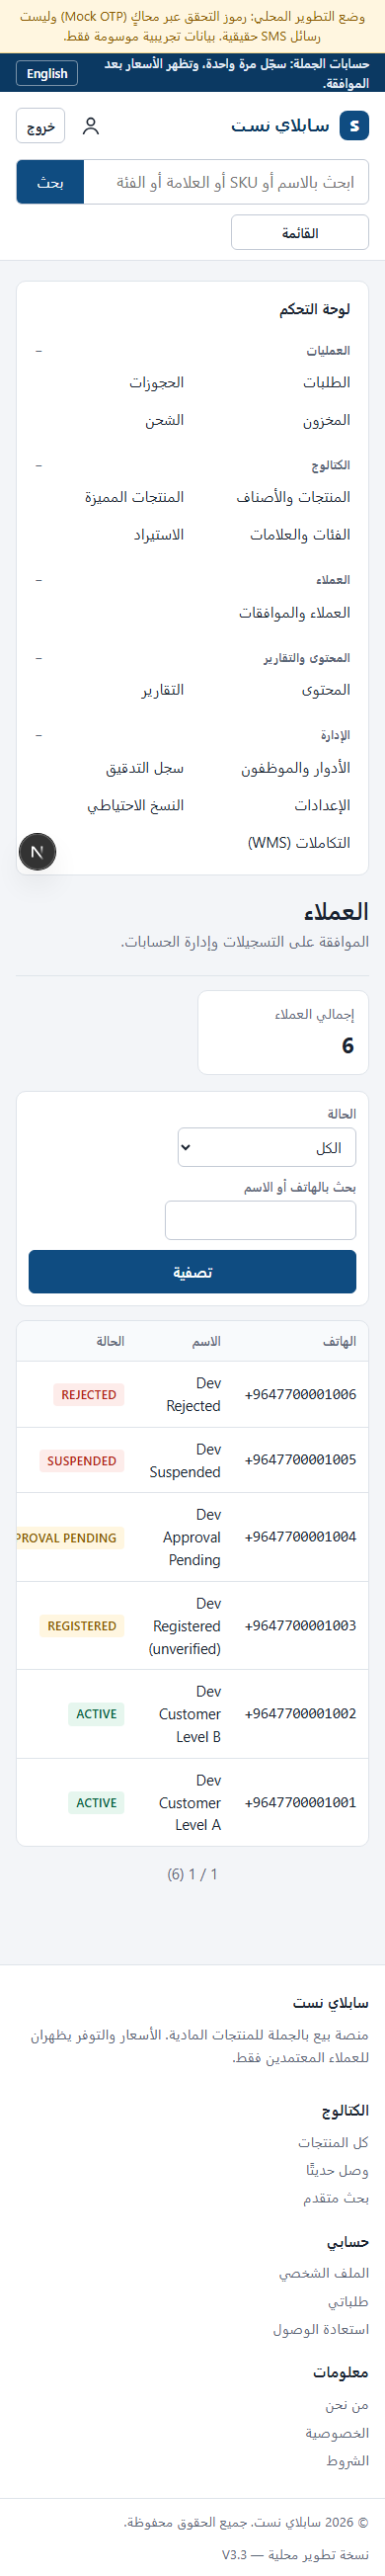 وضع التطوير المحلي: رموز التحقق عبر محاكٍ (Mock OTP) وليست
رسائل SMS حقيقية. بيانات تجريبية موسومة فقط.
حسابات الجملة: سجّل مرة واحدة. وتظهر الأسعار بعد
الموافقة.
English
S
سابلاي نست
خروج
ابحث بالاسم أو SKU أو العلامة أو الفئة
بحث
القائمة
لوحة التحكم
العمليات –
الطلبات الحجوزات
المخزون الشحن
الكتالوج –
المنتجات والأصناف المنتجات المميزة
الفئات والعلامات الاستيراد
العملاء –
العملاء والموافقات
المحتوى والتقارير –
المحتوى التقارير
الإدارة –
الأدوار والموظفون سجل التدقيق
الإعدادات النسخ الاحتياطي
التكاملات (WMS)
N
العملاء
الموافقة على التسجيلات وإدارة الحسابات.
إجمالي العملاء
6
الحالة
الكل
بحث بالهاتف أو الاسم
تصفية
الهاتف الاسم الحالة
+9647700001006 Dev Rejected REJECTED
+9647700001005 Dev Suspended SUSPENDED
+9647700001004 Dev Approval Pending PROVAL PENDING
+9647700001003 Dev Registered (unverified) REGISTERED
+9647700001002 Dev Customer Level B ACTIVE
+9647700001001 Dev Customer Level A ACTIVE
1 / 1 (6)
سابلاي نست
منصة بيع بالجملة للمنتجات المادية. الأسعار والتوفر يظهران
للعملاء المعتمدين فقط.
الكتالوج
كل المنتجات
وصل حديثًا
بحث متقدم
حسابي
الملف الشخصي
طلباتي
استعادة الوصول
معلومات
من نحن
الخصوصية
الشروط
© 2026 سابلاي نست. جميع الحقوق محفوظة.
نسخة تطوير محلية — V3.3